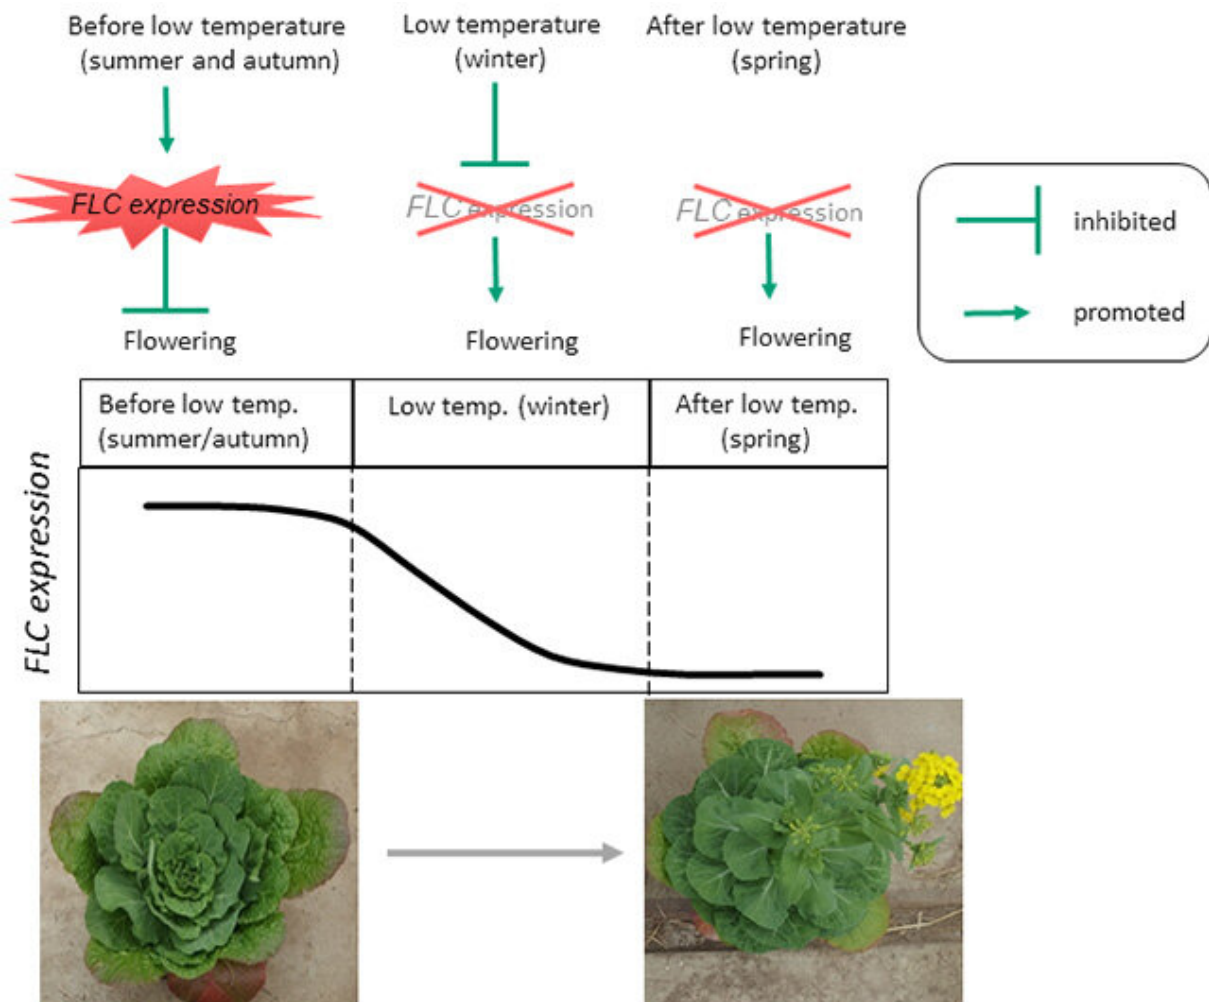 Before low temperature
(summer and autumn)
Low temperature
(winter)
After low temperature
(spring)
FLC expression
FLC expression
FLC expression
inhibited
promoted
Flowering
Flowering
Flowering
Before low temp.
(summer/autumn)
Low temp. (winter)
After low temp.
(spring)
FLC expression